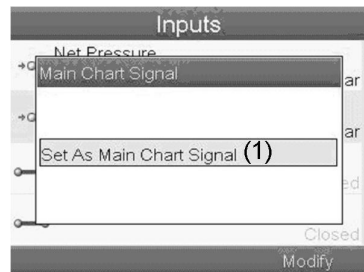 Inputs
Net Pressure
Main Chart Signal
ar
ar
Set As Main Chart Signal (1)
ed
Closed
Modify